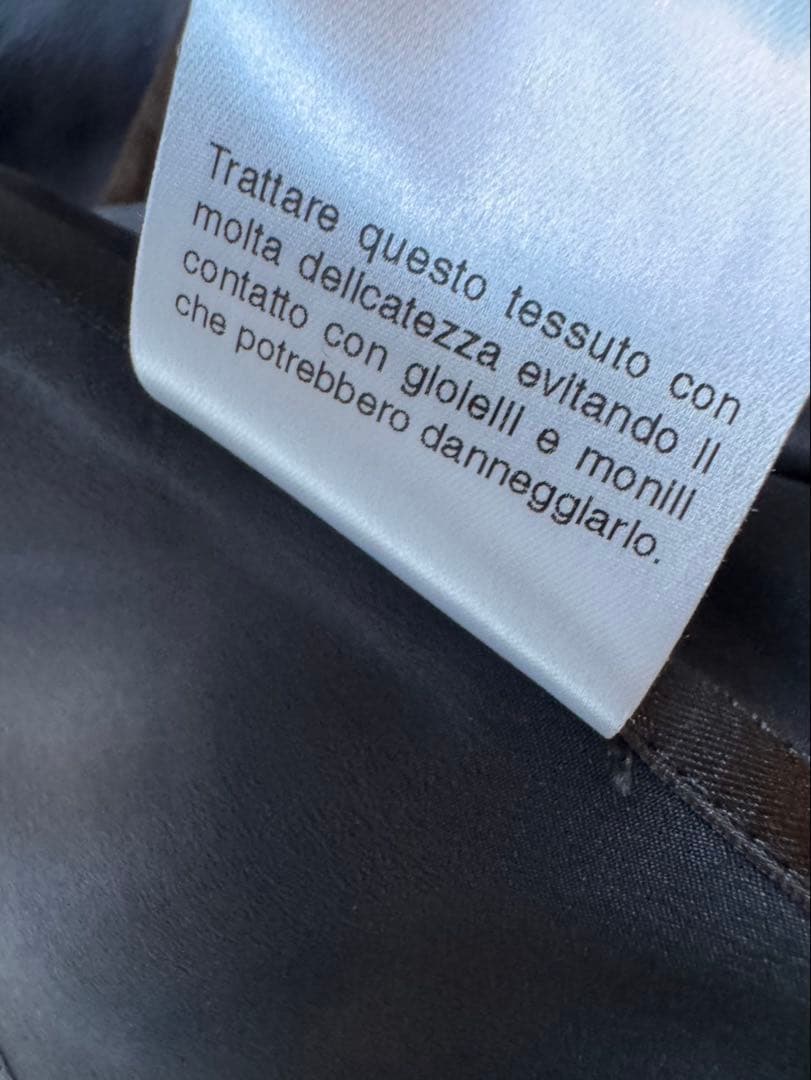 Trattare questo tessuto con
molta delicatezza evitando il
contatto con gioielli e monili
che potrebbero danneggiarlo.